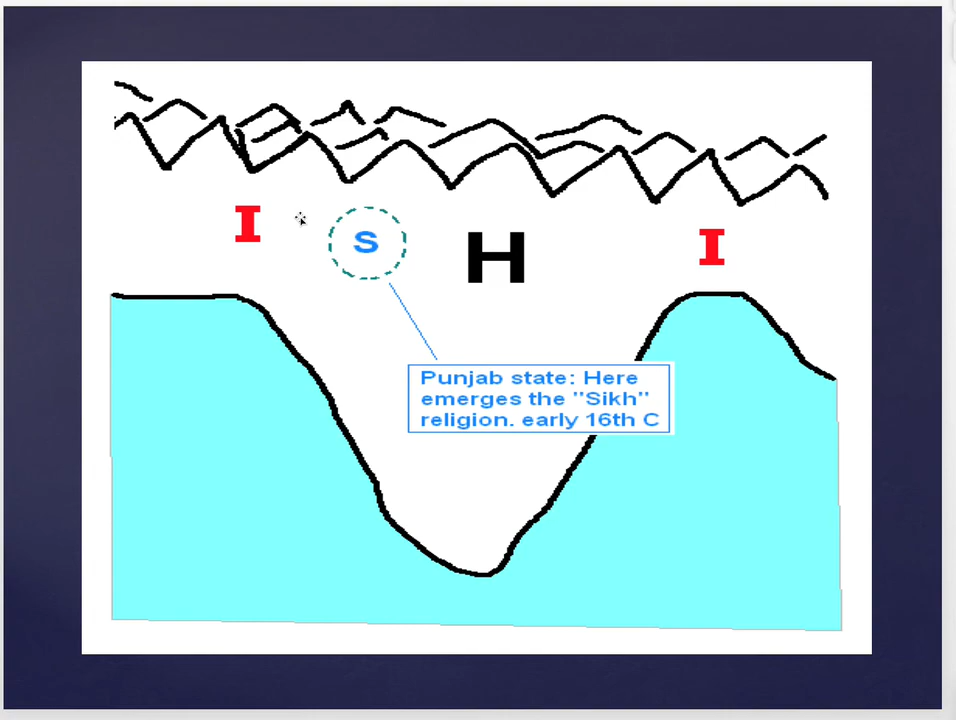 I
S
H
I
Punjab state: Here
emerges the "Sikh"
religion. early 16th C